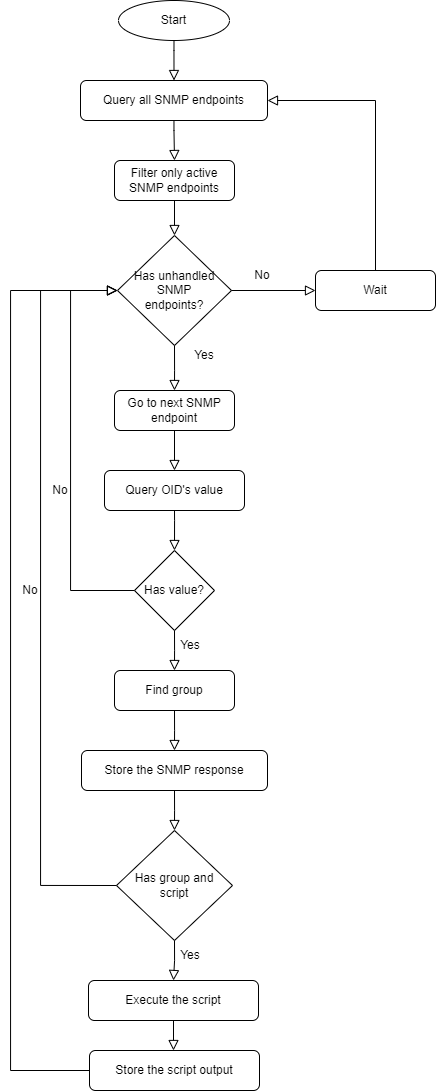 Start
Query all SNMP endpoints
Filter only active
SNMP endpoints
Has unhandled
SNMP
endpoints?
No
Wait
Yes
Go to next SNMP
endpoint
Query OID's value
No
Has value?
No
Yes
Find group
Store the SNMP response
Has group and
script
Yes
Execute the script
Store the script output